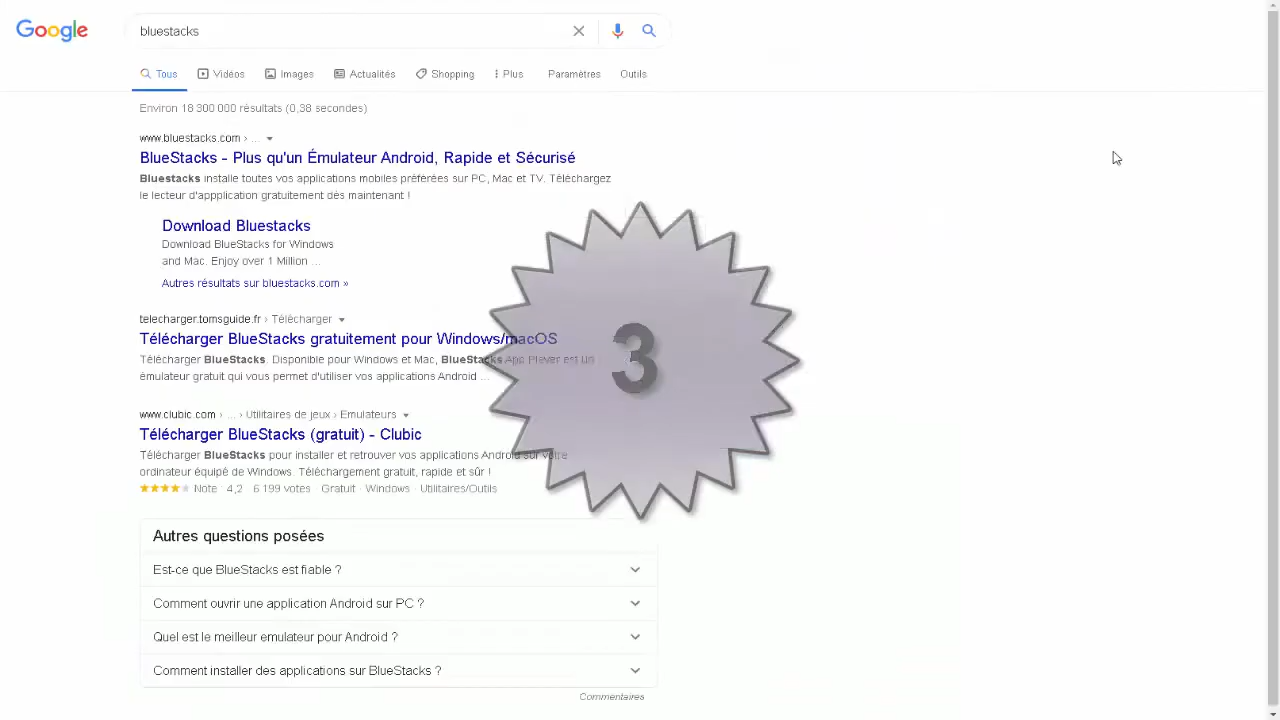 Google
bluestacks
Tous Vidéos Images Actualités Shopping Plus Paramètres Outils
Environ 18 300 000 résultats (0,38 secondes)
www.bluestacks.com › ...
BlueStacks - Plus qu'un Émulateur Android, Rapide et Sécurisé
Bluestacks installe toutes vos applications mobiles préférées sur PC, Mac et TV. Téléchargez
le lecteur d'appplication gratuitement dès maintenant !
Download Bluestacks
Download BlueStacks for Windows
and Mac. Enjoy over 1 Million ...
Autres résultats sur bluestacks.com »
telecharger.tomsguide.fr › Télécharger
Télécharger BlueStacks gratuitement pour Windows/macOS
Télécharger BlueStacks. Disponible pour Windows et Mac, BlueStacks App Player est un
émulateur gratuit qui vous permet d'utiliser vos applications Android ...
3
www.clubic.com › ... › Utilitaires de jeux › Emulateurs
Télécharger BlueStacks (gratuit) - Clubic
Télécharger BlueStacks pour installer et retrouver vos applications Android sur votre
ordinateur équipé de Windows. Téléchargement gratuit, rapide et sûr !
Note : 4,2 · 6 199 votes · Gratuit · Windows · Utilitaires/Outils
Autres questions posées
Est-ce que BlueStacks est fiable ?
Comment ouvrir une application Android sur PC ?
Quel est le meilleur emulateur pour Android ?
Comment installer des applications sur BlueStacks ?
Commentaires